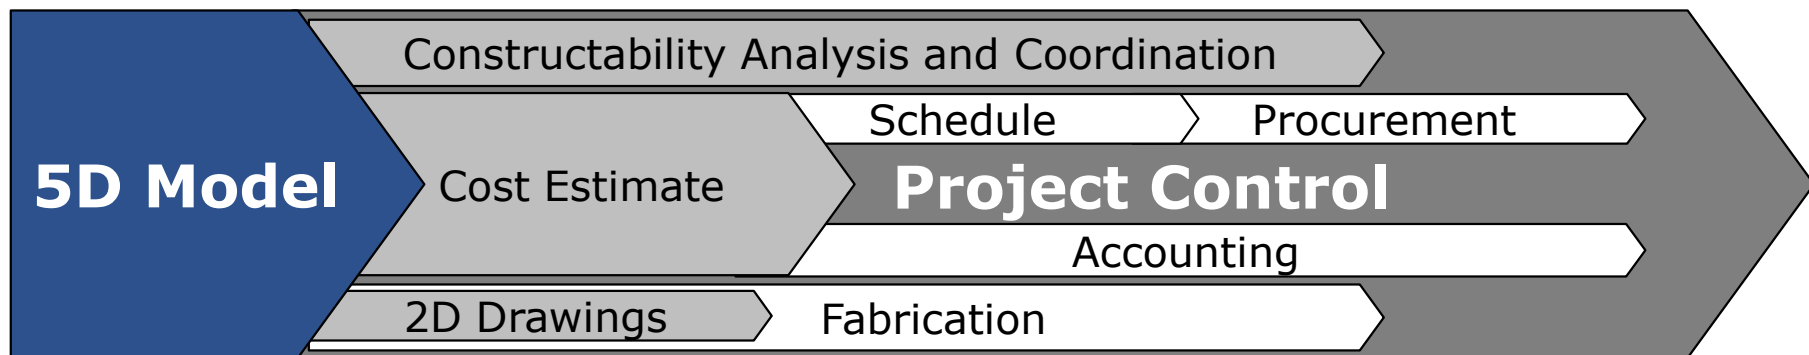 Constructability Analysis and Coordination
Schedule
Procurement
5D Model
Cost Estimate
Project Control
Accounting
2D Drawings
Fabrication